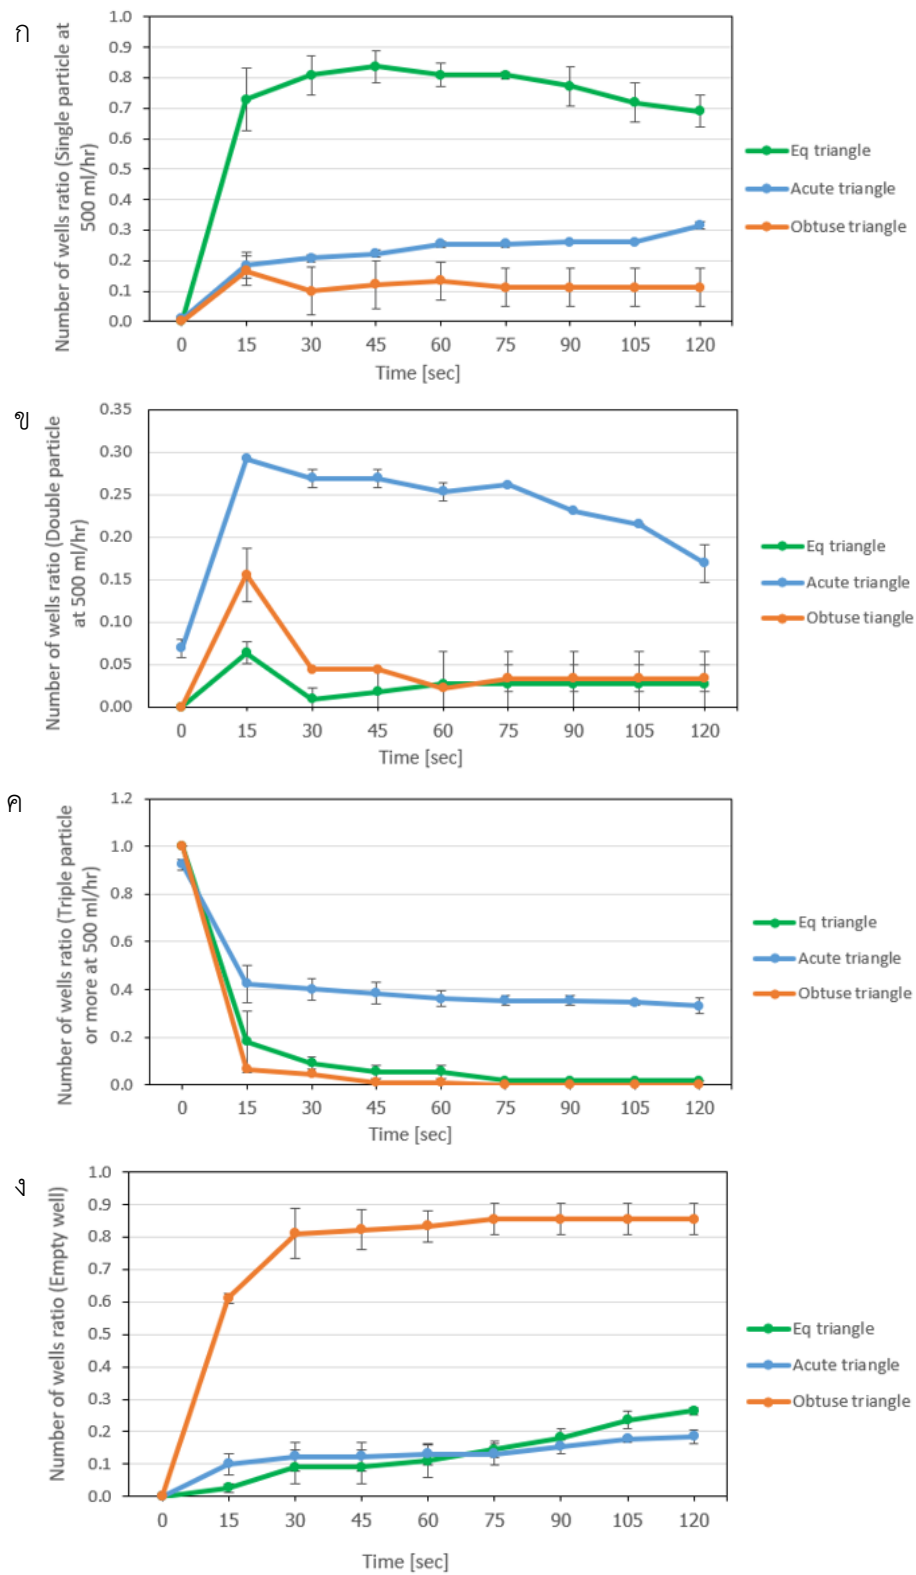 ก
Number of wells ratio (Single particle at
500 ml/hr)
1.0
0.9
0.8
0.7
0.6
0.5
0.4
0.3
0.2
0.1
0.0
0 15 30 45 60 75 90 105 120
Time [sec]
Eq triangle
Acute triangle
Obtuse triangle
ข
Number of wells ratio (Double particle
at 500 ml/hr)
0.35
0.30
0.25
0.20
0.15
0.10
0.05
0.00
0 15 30 45 60 75 90 105 120
Time [sec]
Eq triangle
Acute triangle
Obtuse tiangle
ค
Number of wells ratio (Triple particle
or more at 500 ml/hr)
1.2
1.0
0.8
0.6
0.4
0.2
0.0
0 15 30 45 60 75 90 105 120
Time [sec]
Eq triangle
Acute triangle
Obtuse triangle
ง
Number of wells ratio (Empty well)
1.0
0.9
0.8
0.7
0.6
0.5
0.4
0.3
0.2
0.1
0.0
0 15 30 45 60 75 90 105 120
Time [sec]
Eq triangle
Acute triangle
Obtuse triangle